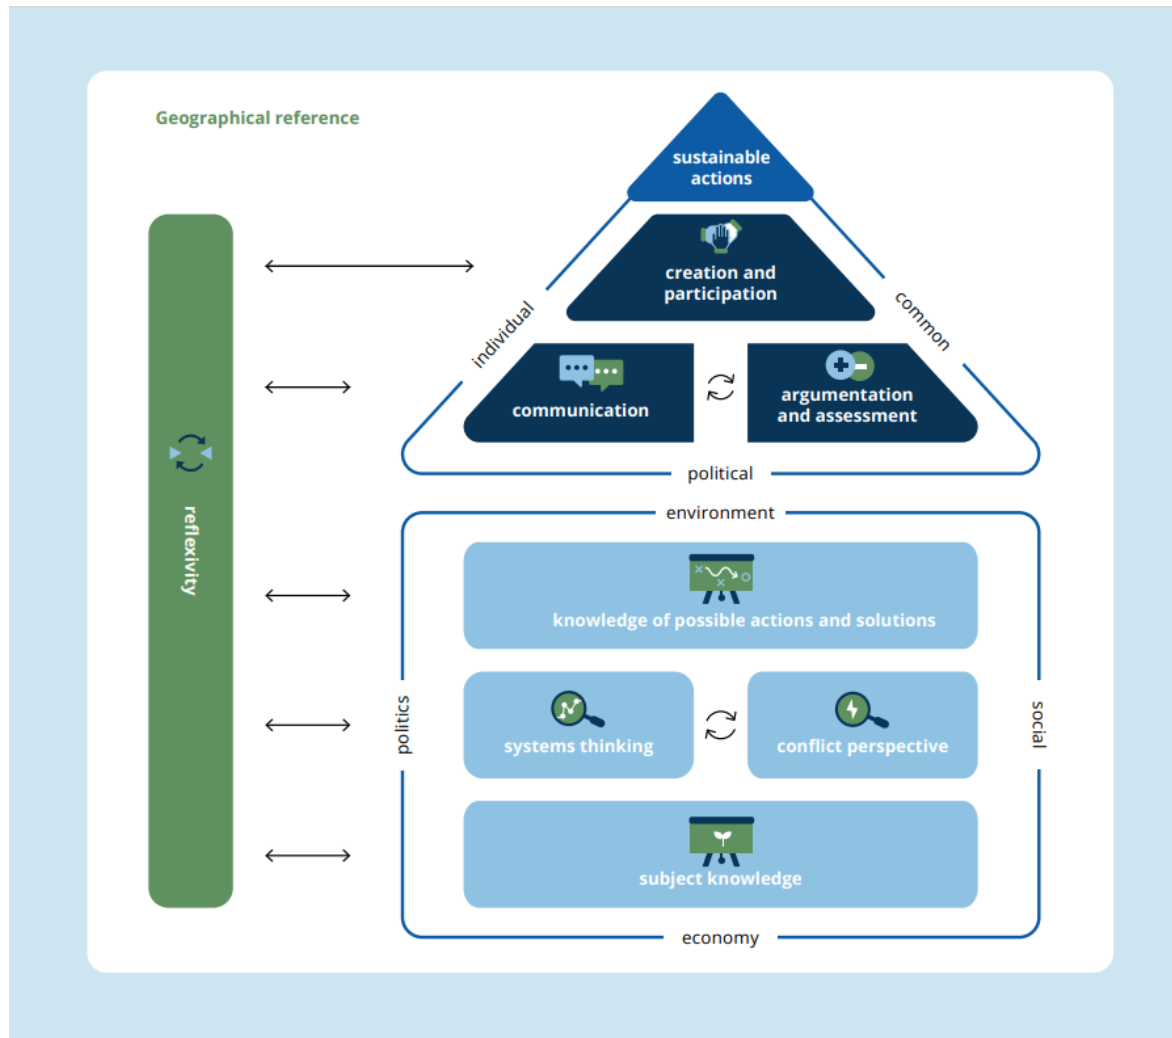 Geographical reference
sustainable
actions
creation and
participation
individual
common
communication
argumentation
and assessment
political
reflexivity
environment
knowledge of possible actions and solutions
politics
social
systems thinking
conflict perspective
subject knowledge
economy